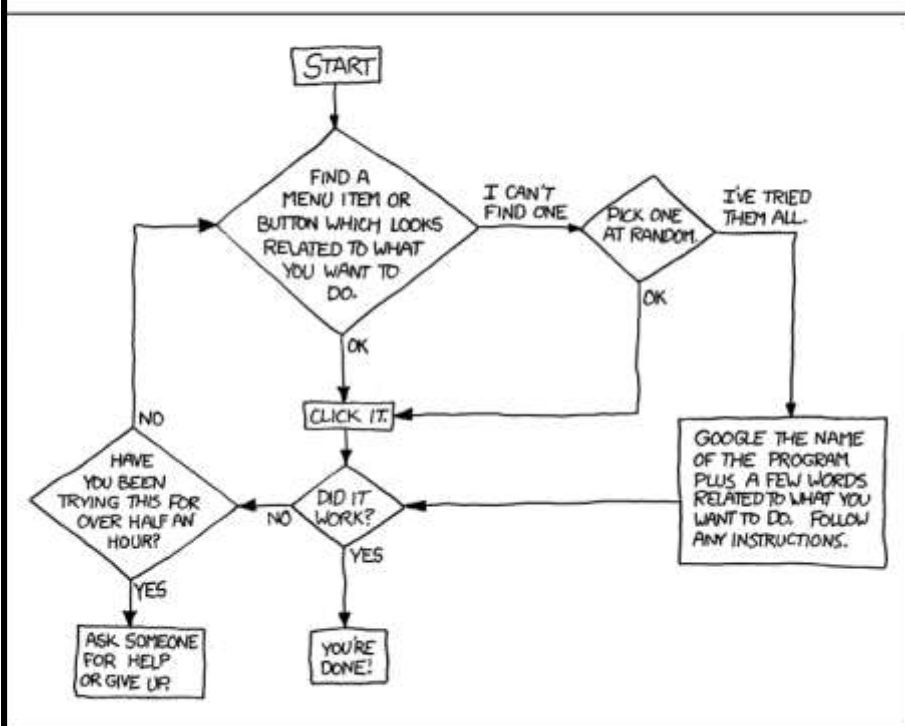 START
FIND A
MENU ITEM OR
BUTTON WHICH LOOKS
RELATED TO WHAT
YOU WANT TO
DO.
I CAN'T
FIND ONE
PICK ONE
AT RANDOM.
I'VE TRIED
THEM ALL.
OK
OK
CLICK IT.
NO
HAVE
YOU BEEN
TRYING THIS FOR
OVER HALF AN
HOUR?
NO
DID IT
WORK?
GOOGLE THE NAME
OF THE PROGRAM
PLUS A FEW WORDS
RELATED TO WHAT YOU
WANT TO DO. FOLLOW
ANY INSTRUCTIONS.
YES
YES
ASK SOMEONE
FOR HELP
OR GIVE UP.
YOU'RE
DONE!